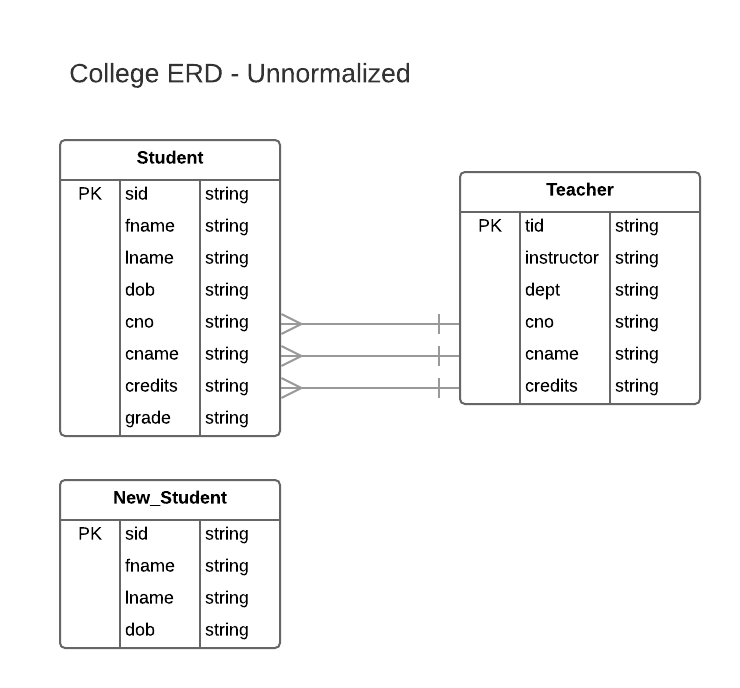 College ERD - Unnormalized
Student
PK sid string
fname string
lname string
dob string
cno string
cname string
credits string
grade string
Teacher
PK tid string
instructor string
dept string
cno string
cname string
credits string
New_Student
PK sid string
fname string
lname string
dob string